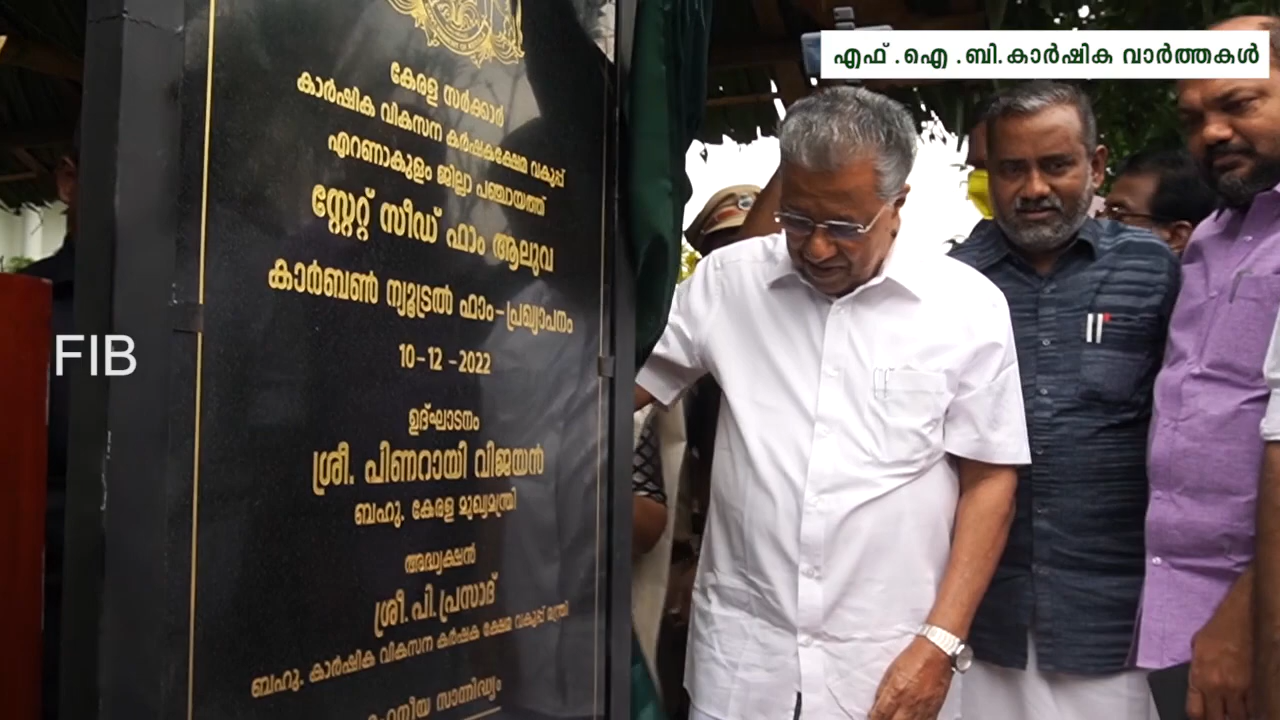 എഫ് .ഐ .ബി. കാർഷിക വാർത്തകൾ
കേരള സർക്കാർ
കാർഷിക വികസന കർഷകക്ഷേമ വകുപ്പ്
എറണാകുളം ജില്ലാ പഞ്ചായത്ത്
സ്റ്റേറ്റ് സീഡ് ഫാം ആലുവ
കാർബൺ ന്യൂട്രൽ ഫാം-പ്രഖ്യാപനം
10-12-2022
ഉദ്ഘാടനം
ശ്രീ. പിണറായി വിജയൻ
ബഹു. കേരള മുഖ്യമന്ത്രി
അദ്ധ്യക്ഷൻ
ശ്രീ.പി.പ്രസാദ്
ബഹു. കാർഷിക വികസന കർഷക ക്ഷേമ വകുപ്പ് മന്ത്രി
സാന്നിദ്ധ്യം
FIB